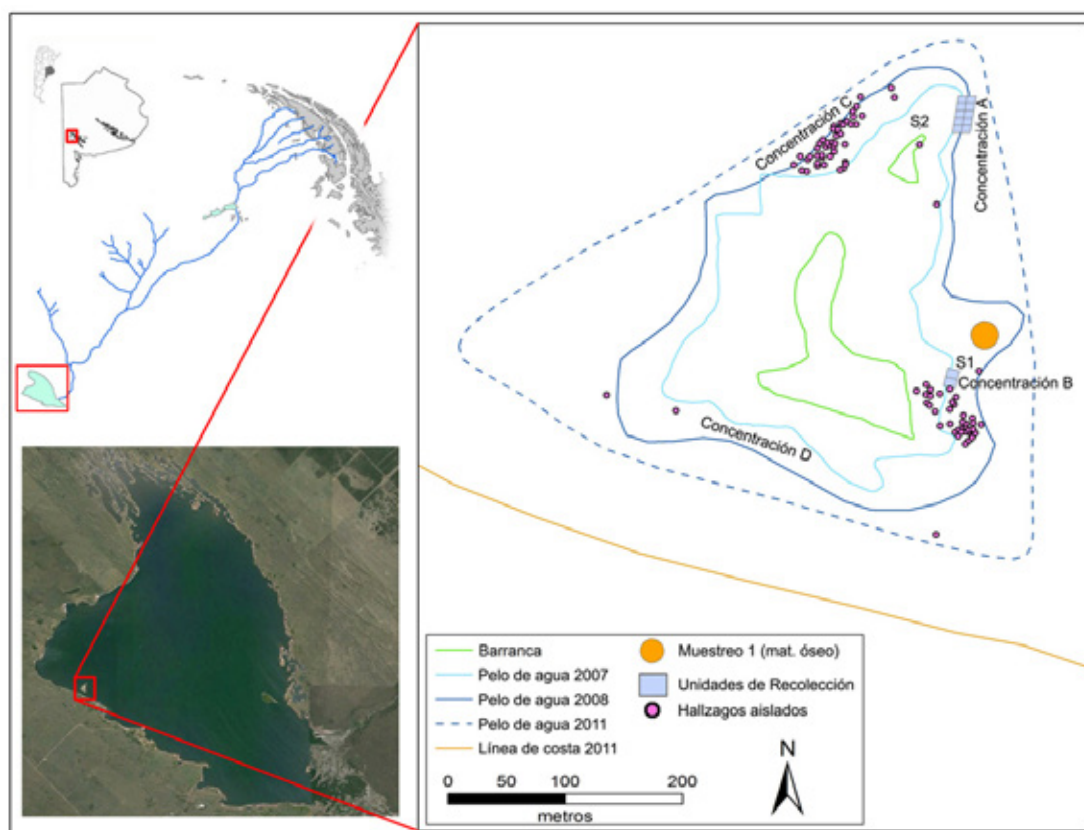 Concentración C
S2
Concentración A
S1
Concentración B
Concentración D
Barranca
Pelo de agua 2007
Pelo de agua 2008
Pelo de agua 2011
Línea de costa 2011
Muestreo 1 (mat. óseo)
Unidades de Recolección
Hallzagos aislados
0 50 100 200
metros
N